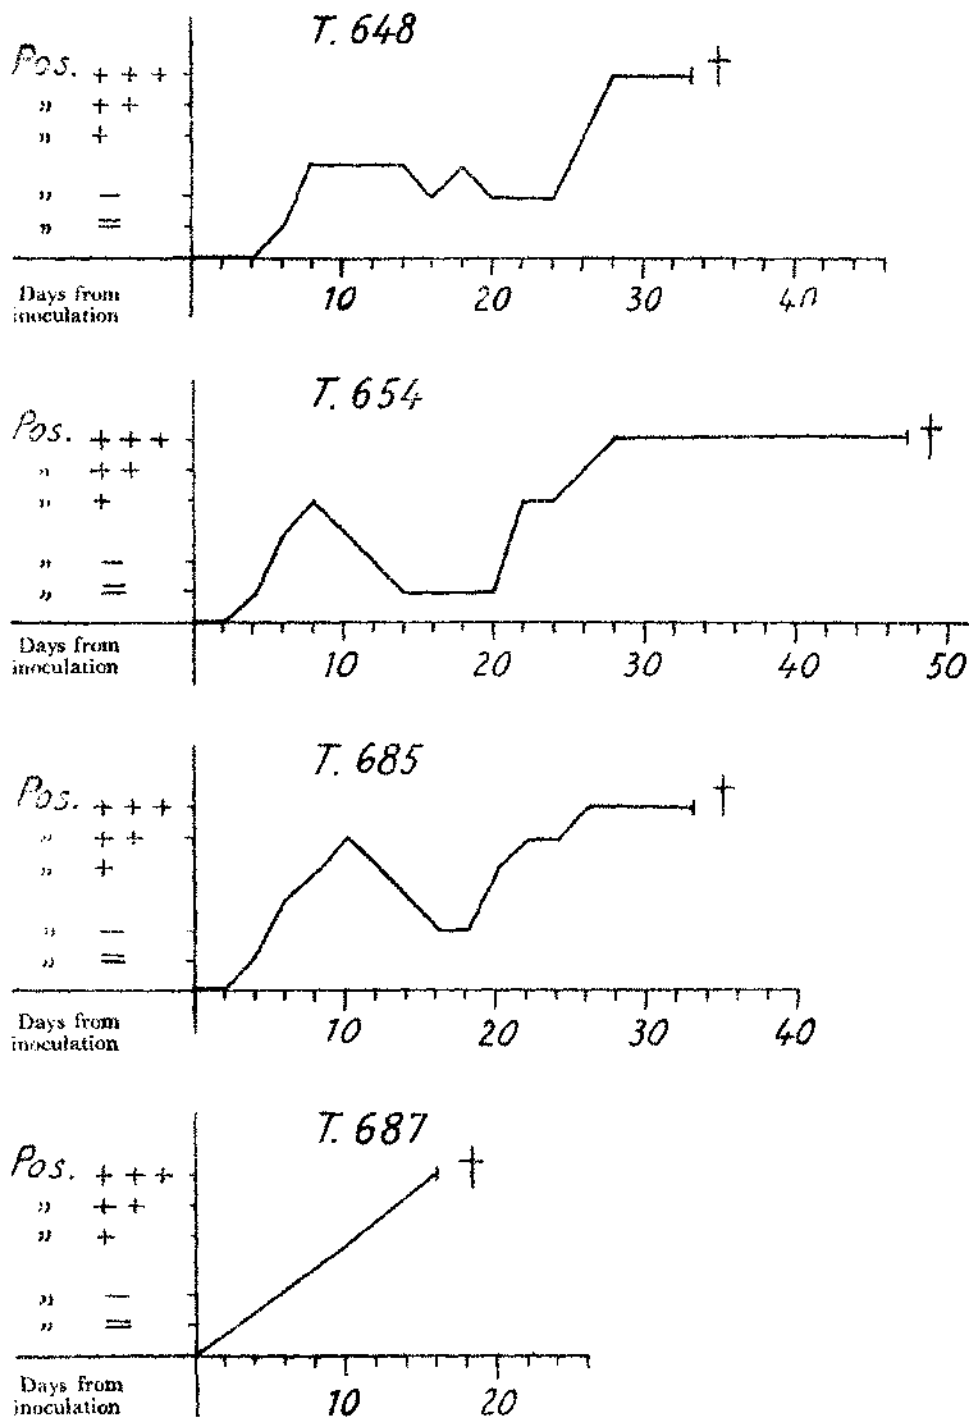 T. 648
Pos. + + +
„ + +
„ +
„ —
„ =
Days from
inoculation
10 20 30 40
†
T. 654
Pos. + + +
„ + +
„ +
„ —
„ =
Days from
inoculation
10 20 30 40 50
†
T. 685
Pos. + + +
„ + +
„ +
„ —
„ =
Days from
inoculation
10 20 30 40
†
T. 687
Pos. + + +
„ + +
„ +
„ —
„ =
Days from
inoculation
10 20
†